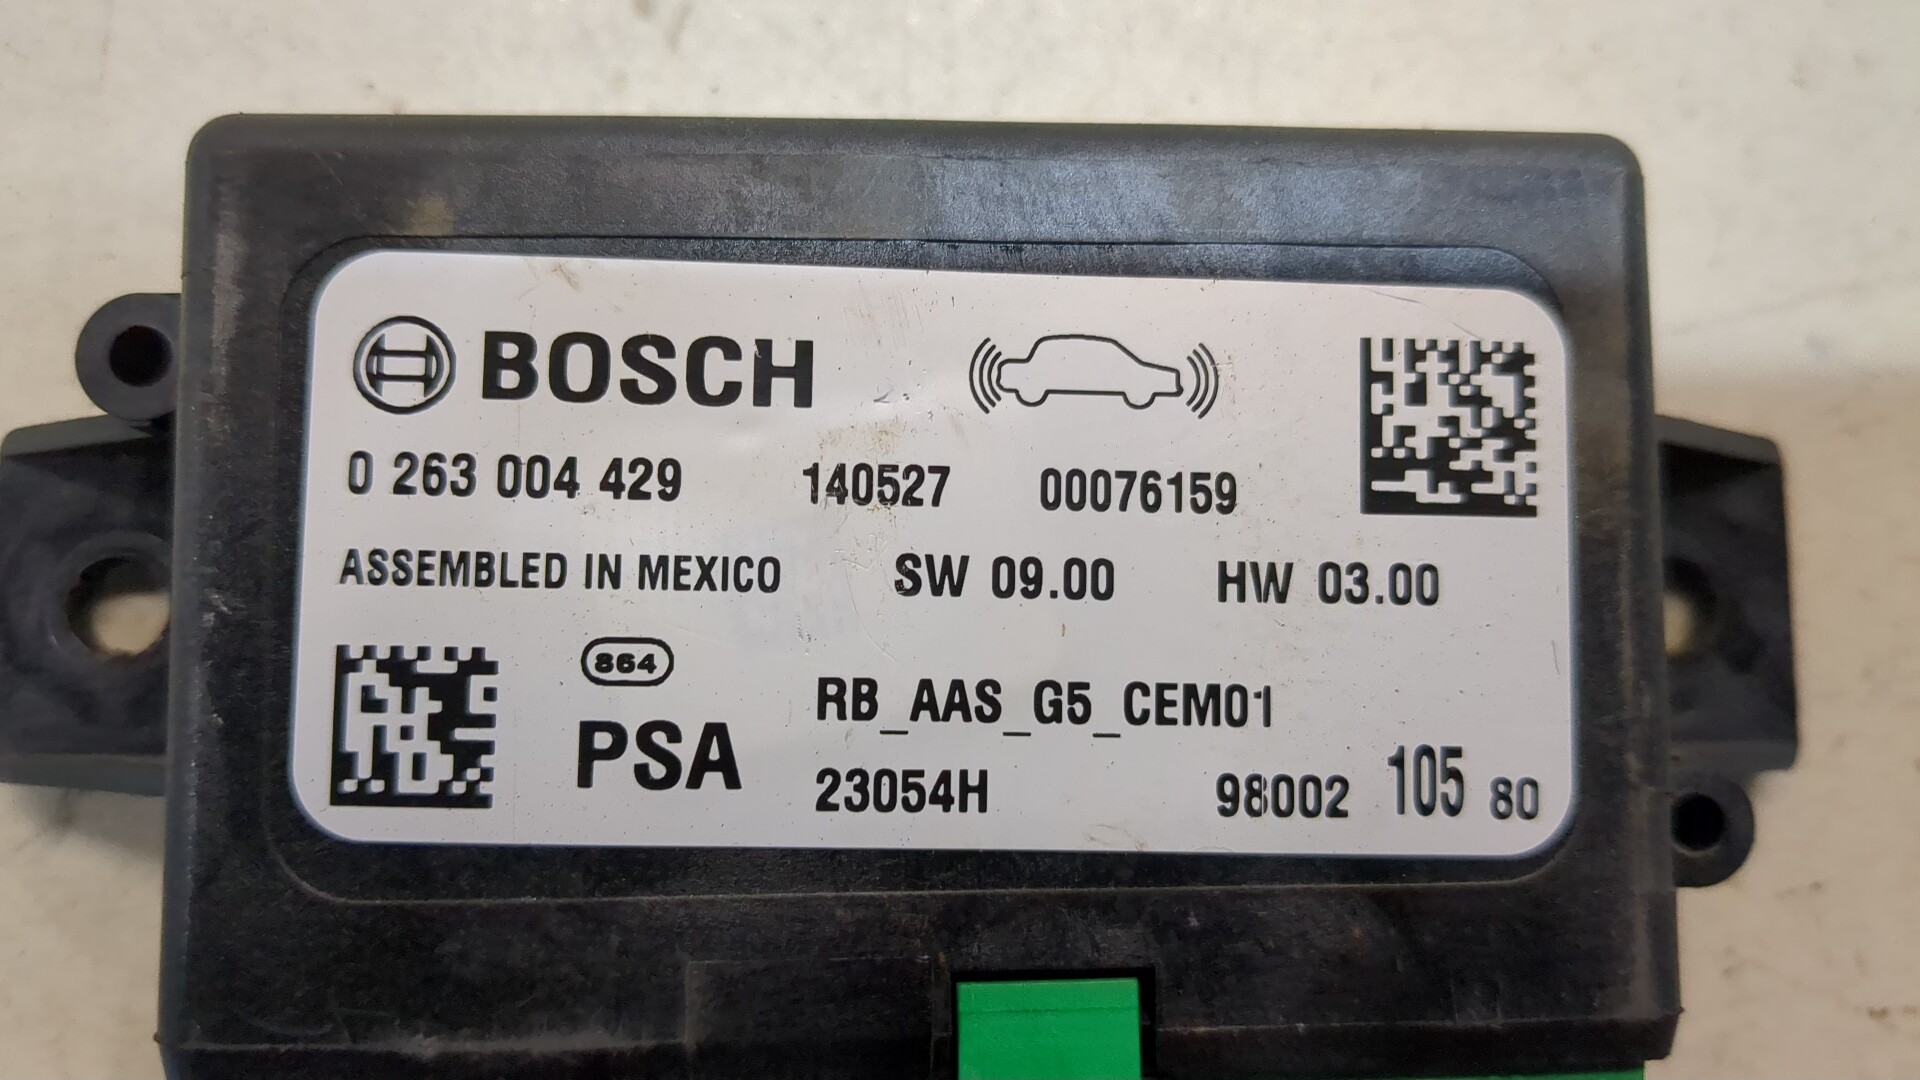 BOSCH
0 263 004 429 140527 00076159
ASSEMBLED IN MEXICO SW 09.00 HW 03.00
864
PSA RB_AAS_G5_CEM01
23054H 98002 105 80